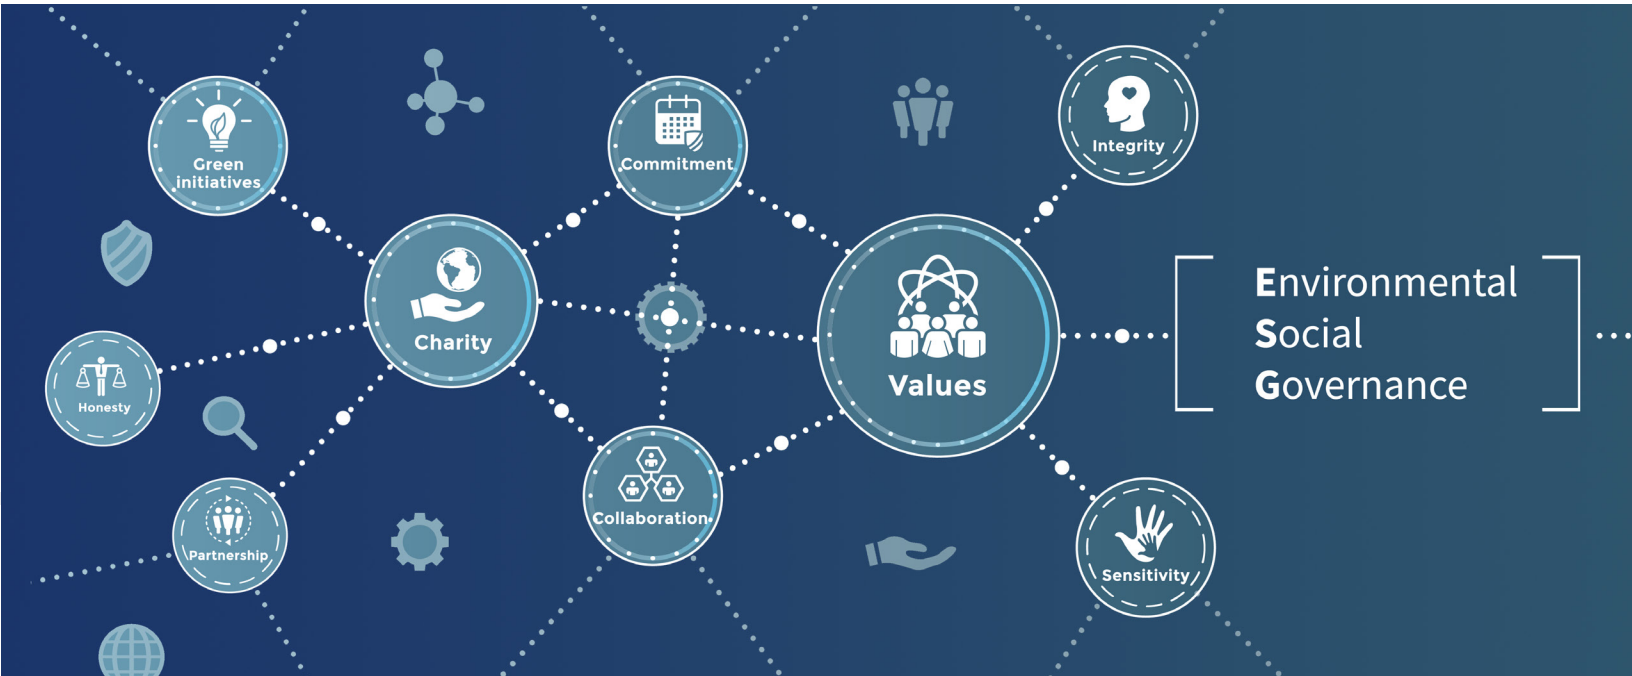 Green
initiatives
Commitment
Integrity
Charity
Values
Environmental
Social
Governance
Honesty
Collaboration
Partnership
Sensitivity